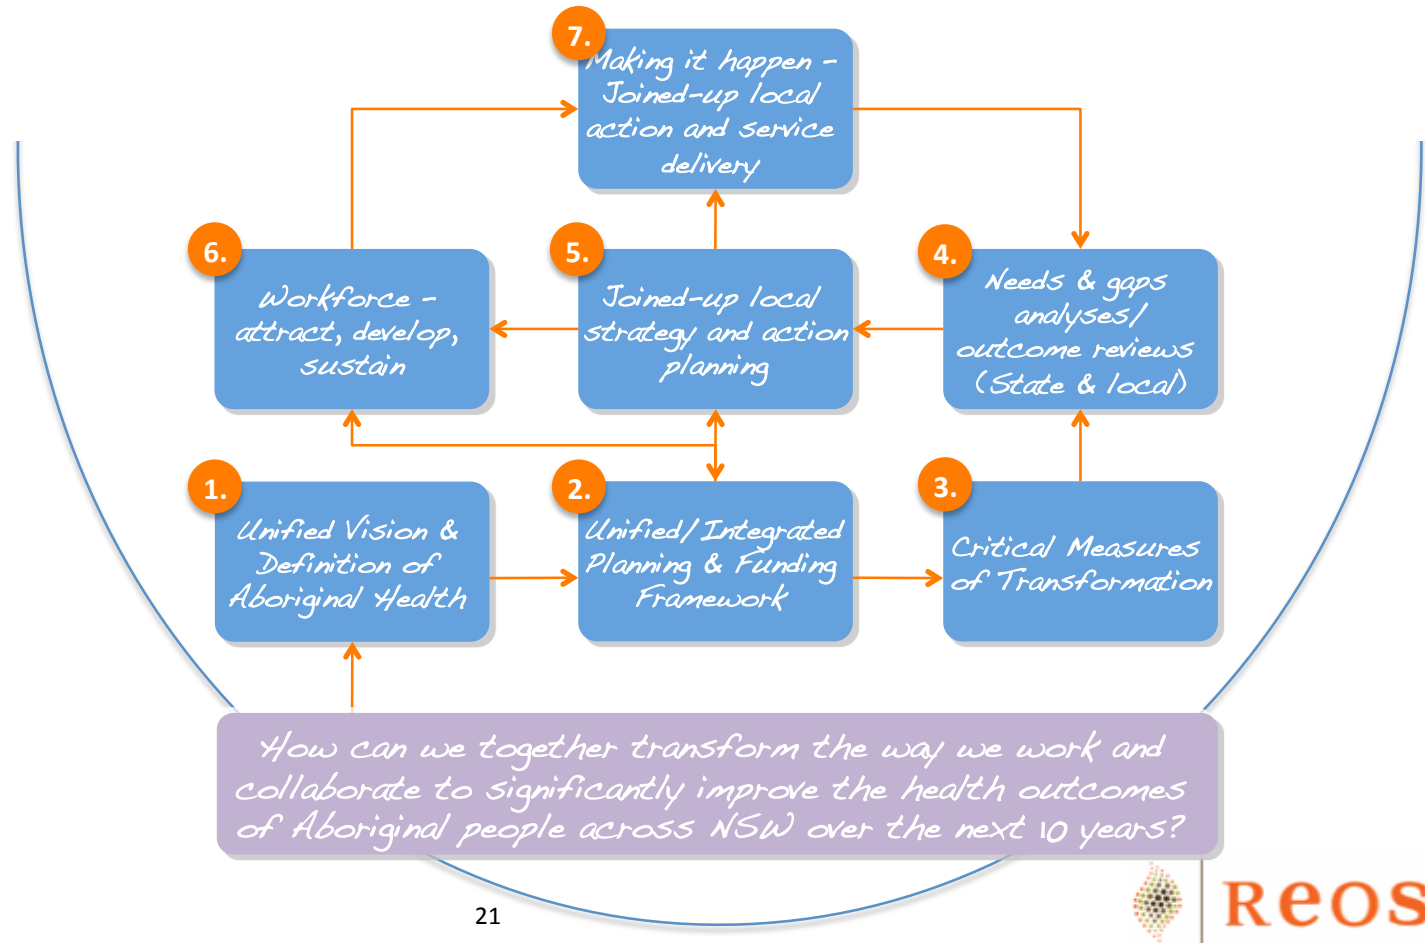 7.
Making it happen -
Joined-up local
action and service
delivery
6.
Workforce -
attract, develop,
sustain
5.
Joined-up local
strategy and action
planning
4.
Needs & gaps
analyses/
outcome reviews
(State & local)
1.
Unified Vision &
Definition of
Aboriginal Health
2.
Unified/Integrated
Planning & Funding
Framework
3.
Critical Measures
of Transformation
How can we together transform the way we work and
collaborate to significantly improve the health outcomes
of Aboriginal people across NSW over the next 10 years?
21
Reos